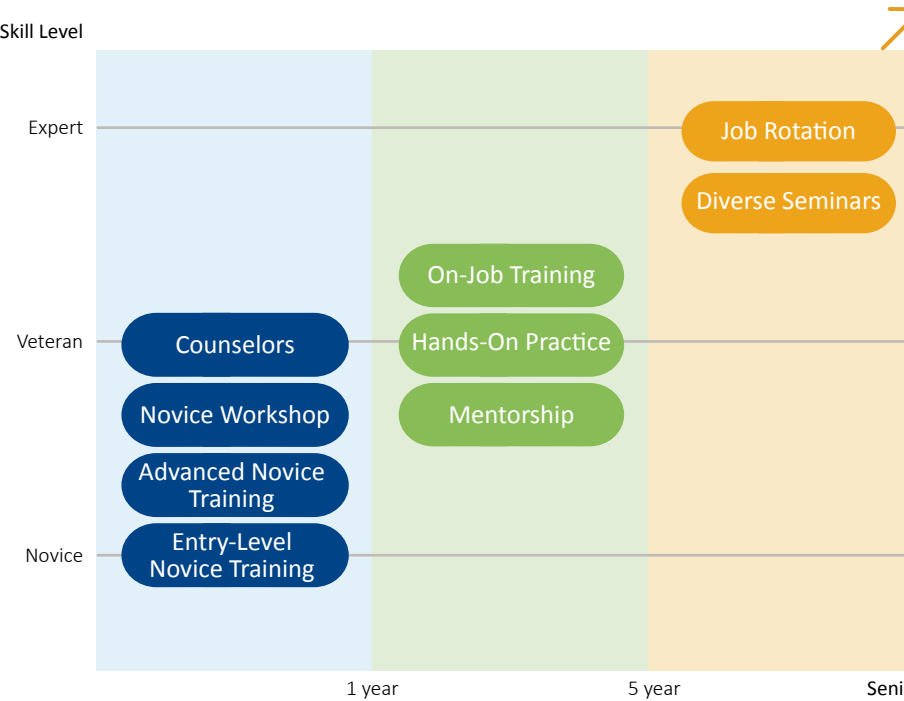 Skill Level
Expert
Job Rotation
Diverse Seminars
On-Job Training
Veteran
Counselors
Hands-On Practice
Novice Workshop
Mentorship
Advanced Novice
Training
Novice
Entry-Level
Novice Training
1 year
5 year
Seni